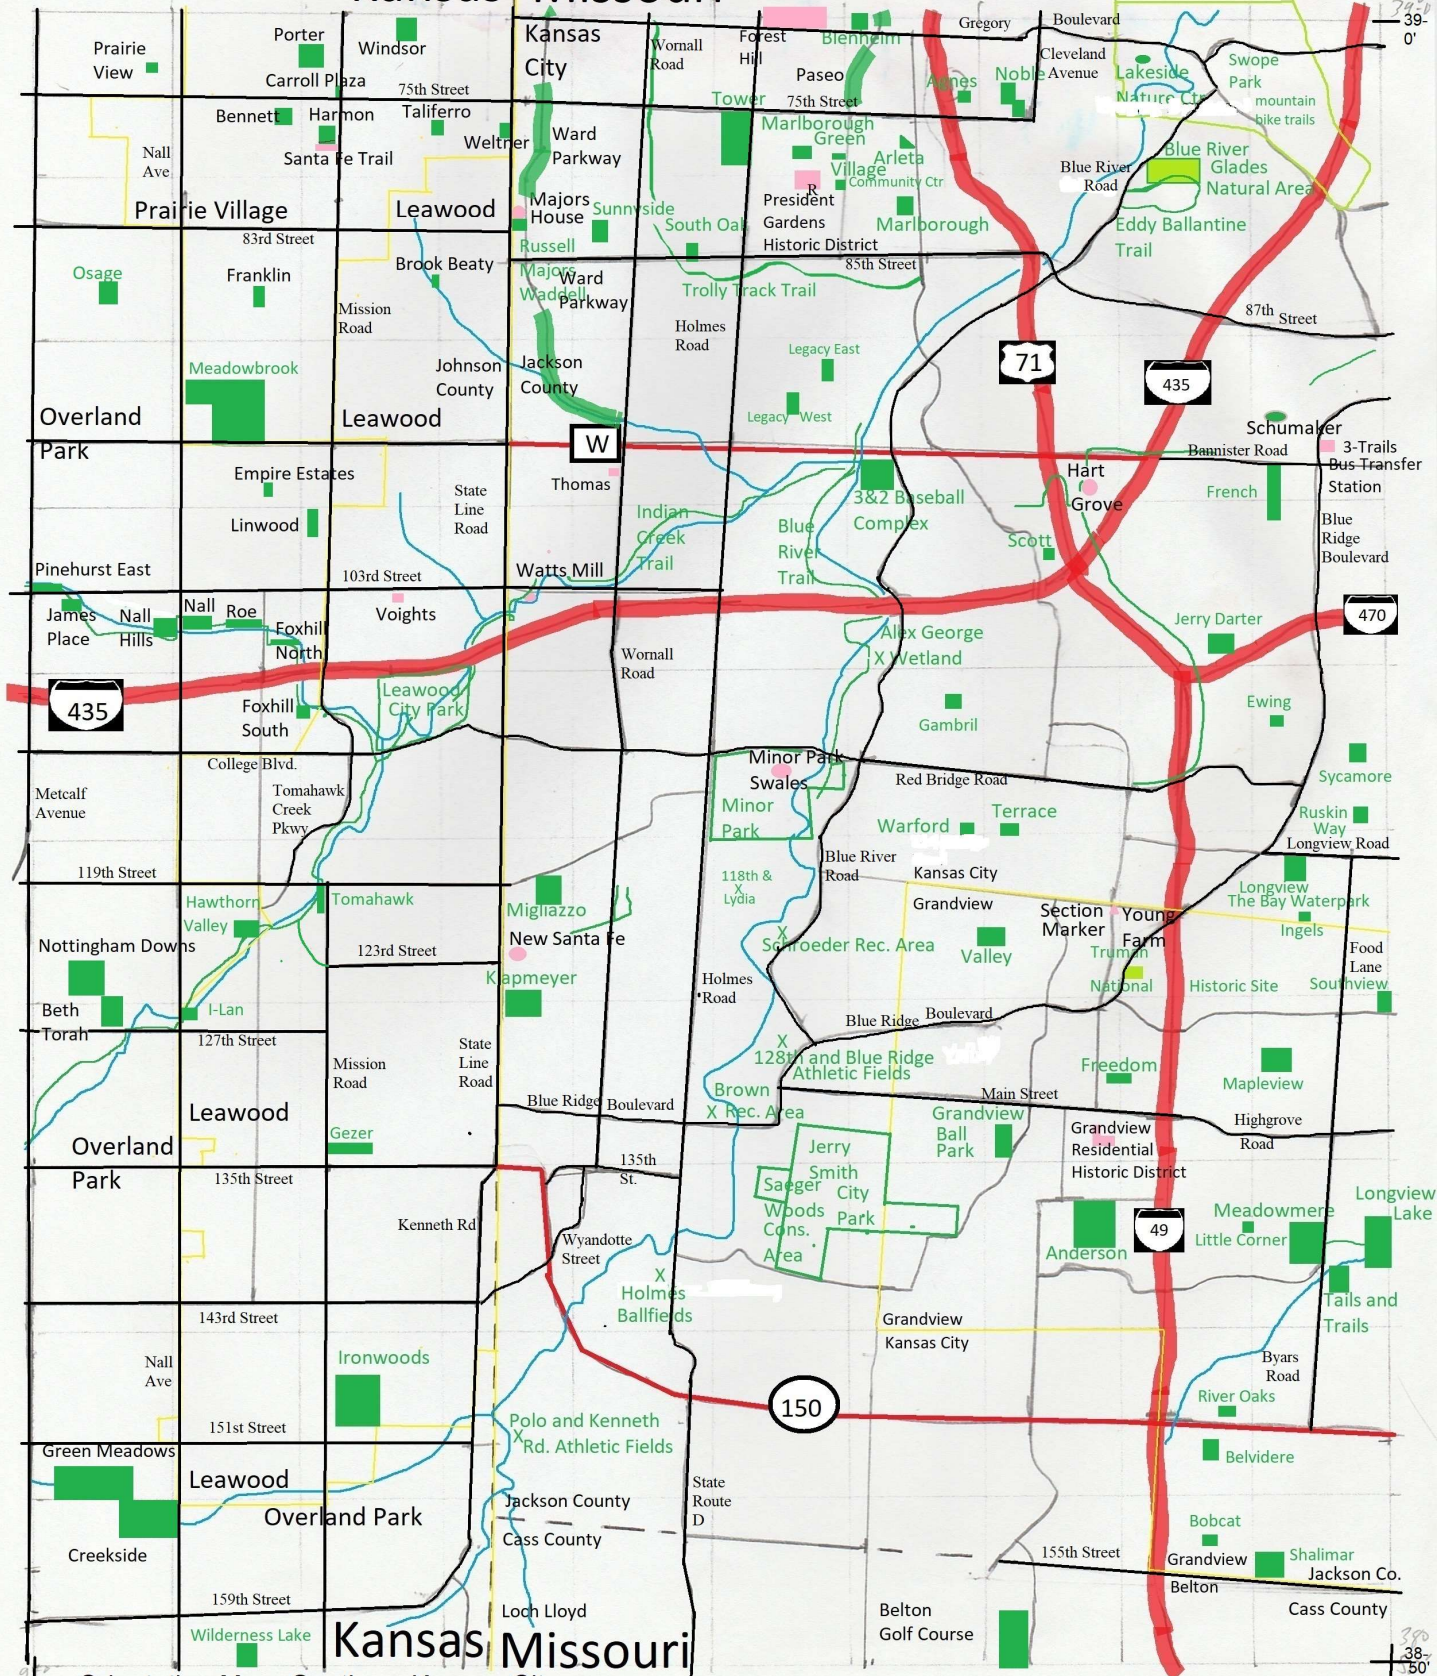 Kansas Missouri
39-0
39-
0'
Prairie
View
Porter
Carroll Plaza
Windsor
Kansas
City
Wornall
Road
Forest
Hill
Blenheim
Gregory
Boulevard
Cleveland
Avenue
Paseo
Agnes
Noble
Lakeside
Nature Ctr
Swope
Park
mountain
bike trails
75th Street
Bennett
Harmon
Taliferro
Weltner
Santa Fe Trail
Nall
Ave
Ward
Parkway
Tower
75th Street
Marlborough
Green
Village
Arleta
Community Ctr
R
President
Gardens
Historic District
Marlborough
Blue River
Road
Blue River
Glades
Natural Area
Eddy Ballantine
Trail
Prairie Village
Leawood
Majors
House
Russell
Majors
Waddell
Sunnyside
South Oak
83rd Street
85th Street
Trolly Track Trail
Osage
Franklin
Brook Beaty
Ward
Parkway
Mission
Road
Holmes
Road
87th
Street
Meadowbrook
Johnson
County
Jackson
County
Legacy East
Legacy West
71
435
Overland
Park
Leawood
W
Thomas
Schumaker
Bannister Road
3-Trails
Bus Transfer
Station
Empire Estates
Linwood
State
Line
Road
Indian
Creek
Trail
Blue
River
Trail
3&2 Baseball
Complex
Hart
Grove
French
Scott
Blue
Ridge
Boulevard
Pinehurst East
103rd Street
Watts Mill
James
Place
Nall
Hills
Nall
Roe
Foxhill
North
Voights
Jerry Darter
470
Alex George
X Wetland
Wornall
Road
435
Foxhill
South
Leawood
City Park
Gambril
Ewing
College Blvd.
Minor Park
Swales
Minor
Park
Red Bridge Road
Sycamore
Metcalf
Avenue
Tomahawk
Creek
Pkwy
Warford
Terrace
Ruskin
Way
Longview Road
Blue River
Road
119th Street
118th &
X
Lydia
Kansas City
Grandview
Longview
The Bay Waterpark
Ingels
Hawthorn
Valley
Tomahawk
Migliazzo
New Santa Fe
Section
Marker
Young
Farm
Nottingham Downs
123rd Street
X
Schroeder Rec. Area
Valley
Truman
National
Historic Site
Food
Lane
Southview
Klapmeyer
Holmes
Road
Beth
Torah
I-Lan
127th Street
Blue Ridge Boulevard
State
Line
Road
Mission
Road
X
128th and Blue Ridge
Athletic Fields
Freedom
Mapleview
Brown
X Rec. Area
Main Street
Leawood
Blue Ridge Boulevard
Grandview
Ball
Park
Grandview
Residential
Historic District
Highgrove
Road
Overland
Park
Gezer
Jerry
Smith
City
Park
135th Street
135th
St.
Saeger
Woods
Cons.
Area
Kenneth Rd
Wyandotte
Street
Anderson
49
Meadowmere
Little Corner
Longview
Lake
X
Holmes
Ballfields
Tails and
Trails
143rd Street
Grandview
Kansas City
Nall
Ave
Ironwoods
Byars
Road
River Oaks
150
151st Street
Polo and Kenneth
X
Rd. Athletic Fields
Green Meadows
Belvidere
Leawood
Overland Park
Jackson County
Cass County
State
Route
D
Creekside
Bobcat
155th Street
Grandview
Belton
Shalimar
Jackson Co.
Cass County
159th Street
Wilderness Lake
Loch Lloyd
Kansas Missouri
Belton
Golf Course
38-
50'